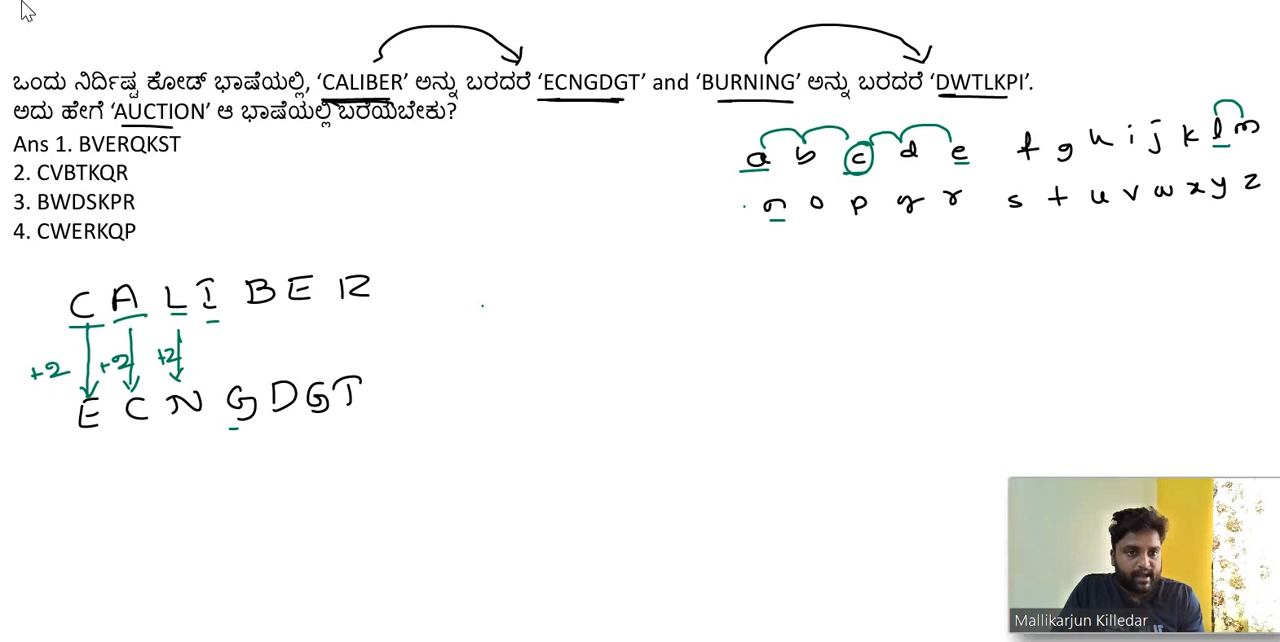 ಒಂದು ನಿರ್ದಿಷ್ಟ ಕೋಡ್ ಭಾಷೆಯಲ್ಲಿ, ‘CALIBER’ ಅನ್ನು ಬರದರೆ ‘ECNGDGT’ and ‘BURNING’ ಅನ್ನು ಬರದರೆ ‘DWTLKPI’.
ಅದು ಹೇಗೆ ‘AUCTION’ ಆ ಭಾಷೆಯಲ್ಲಿ ಬರೆಯಬೇಕು?
Ans 1. BVERQKST
2. CVBTKQR
3. BWDSKPR
4. CWERKQP
a b c d e f g h i j k l m
n o p q r s t u v w x y z
C A L I B E R
+2 +2 +2
E C N G D G T
Mallikarjun Killedar